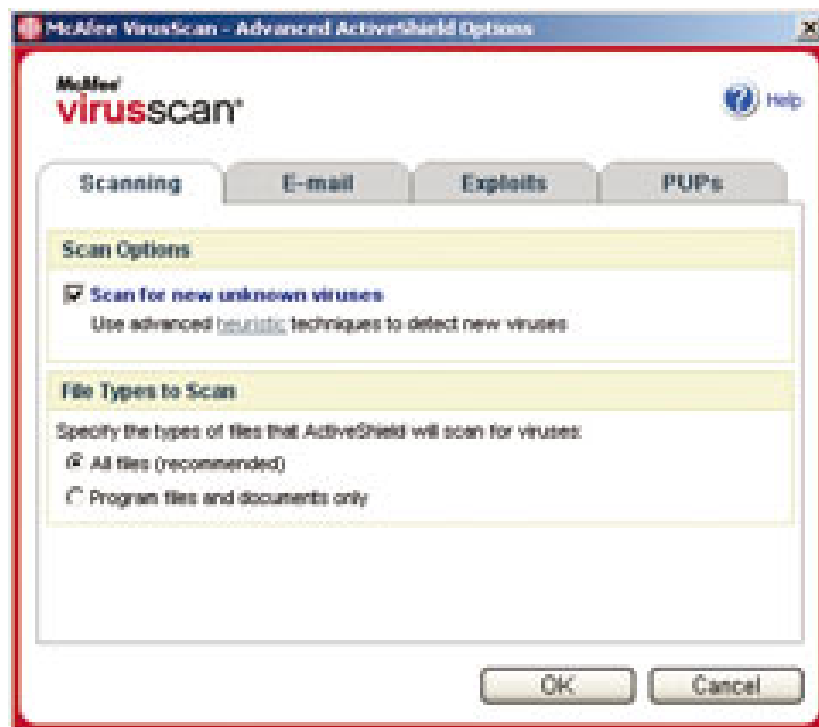 McAfee VirusScan - Advanced ActiveShield Options
McAfee®
virusscan®
Help
Scanning
E-mail
Exploits
PUPs
Scan Options
Scan for new unknown viruses
Use advanced heuristic techniques to detect new viruses
File Types to Scan
Specify the types of files that ActiveShield will scan for viruses:
All files (recommended)
Program files and documents only
OK
Cancel